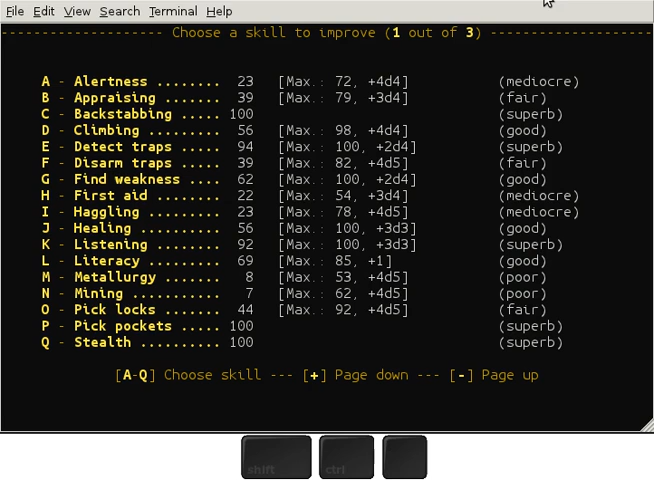 File Edit View Search Terminal Help
-------------------- Choose a skill to improve (1 out of 3) --------------------
A - Alertness ........ 23 [Max.: 72, +4d4] (mediocre)
B - Appraising ....... 39 [Max.: 79, +3d4] (fair)
C - Backstabbing ..... 100 (superb)
D - Climbing ......... 56 [Max.: 98, +4d4] (good)
E - Detect traps ..... 94 [Max.: 100, +2d4] (superb)
F - Disarm traps ..... 39 [Max.: 82, +4d5] (fair)
G - Find weakness .... 62 [Max.: 100, +2d4] (good)
H - First aid ........ 22 [Max.: 54, +3d4] (mediocre)
I - Haggling ......... 23 [Max.: 78, +4d5] (mediocre)
J - Healing .......... 56 [Max.: 100, +3d3] (good)
K - Listening ........ 92 [Max.: 100, +3d3] (superb)
L - Literacy ......... 69 [Max.: 85, +1] (good)
M - Metallurgy ....... 8 [Max.: 53, +4d5] (poor)
N - Mining ........... 7 [Max.: 62, +4d5] (poor)
O - Pick locks ....... 44 [Max.: 92, +4d5] (fair)
P - Pick pockets ..... 100 (superb)
Q - Stealth .......... 100 (superb)
[A-Q] Choose skill --- [+] Page down --- [-] Page up
shift ctrl